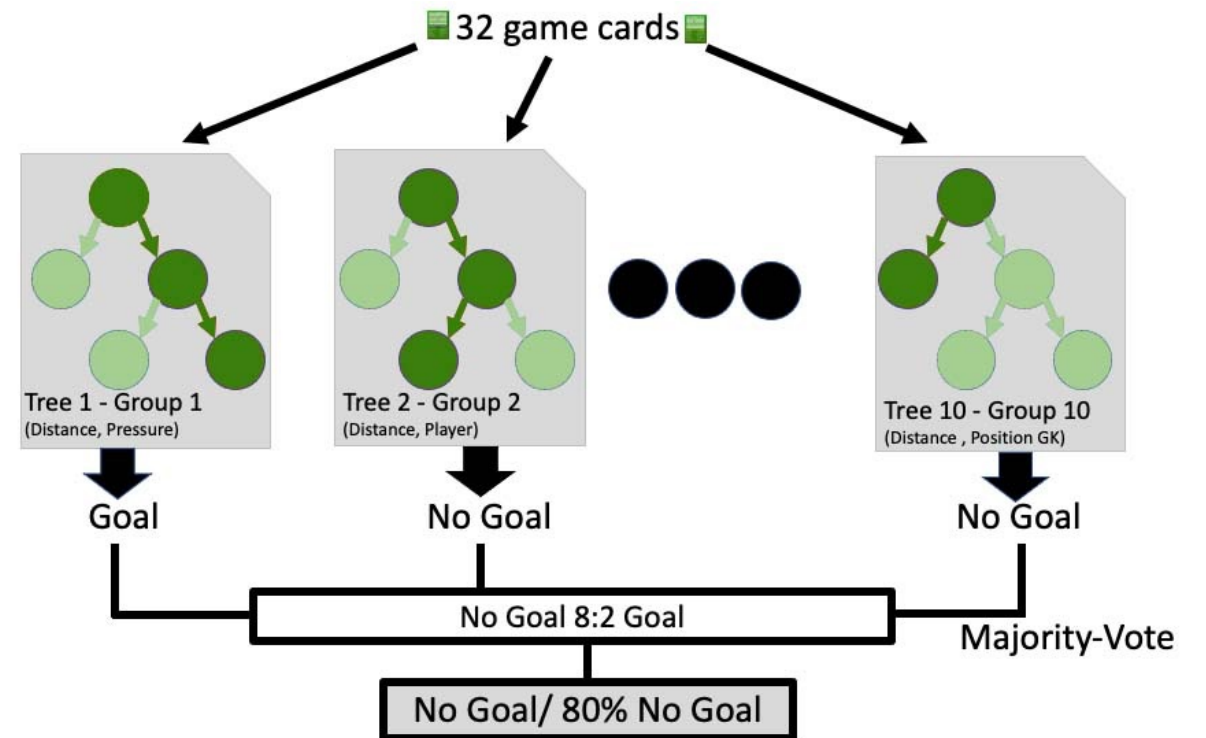 32 game cards
Tree 1 - Group 1
(Distance, Pressure)
Tree 2 - Group 2
(Distance, Player)
Tree 10 - Group 10
(Distance , Position GK)
Goal
No Goal
No Goal
No Goal 8:2 Goal
Majority-Vote
No Goal/ 80% No Goal